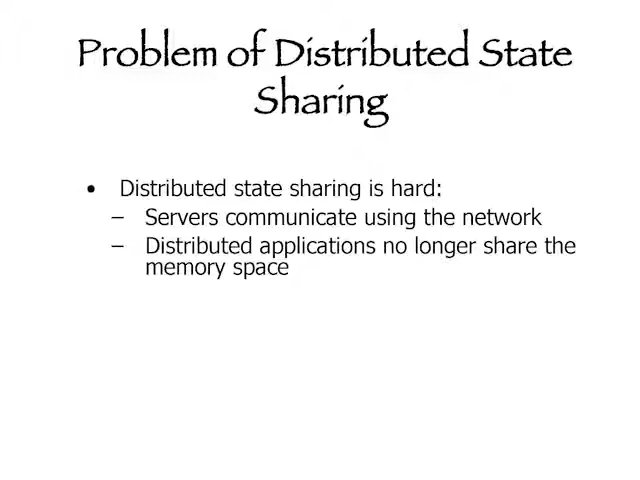 Problem of Distributed State
Sharing
• Distributed state sharing is hard:
– Servers communicate using the network
– Distributed applications no longer share the
memory space